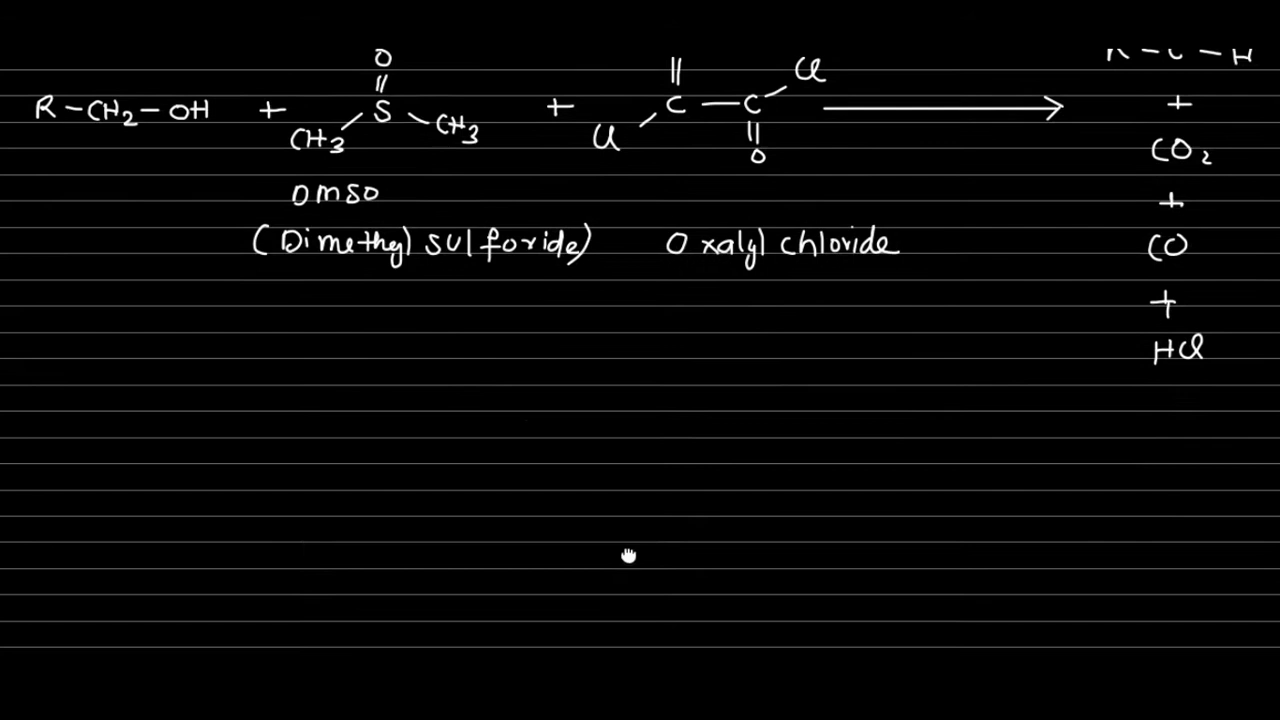 O Cl R - C - H
R - CH2 - OH + S + C - C +
CH3 CH3 Cl O CO2
DMSO +
(Dimethyl sulforide) Oxalyl chloride CO
+
HCl